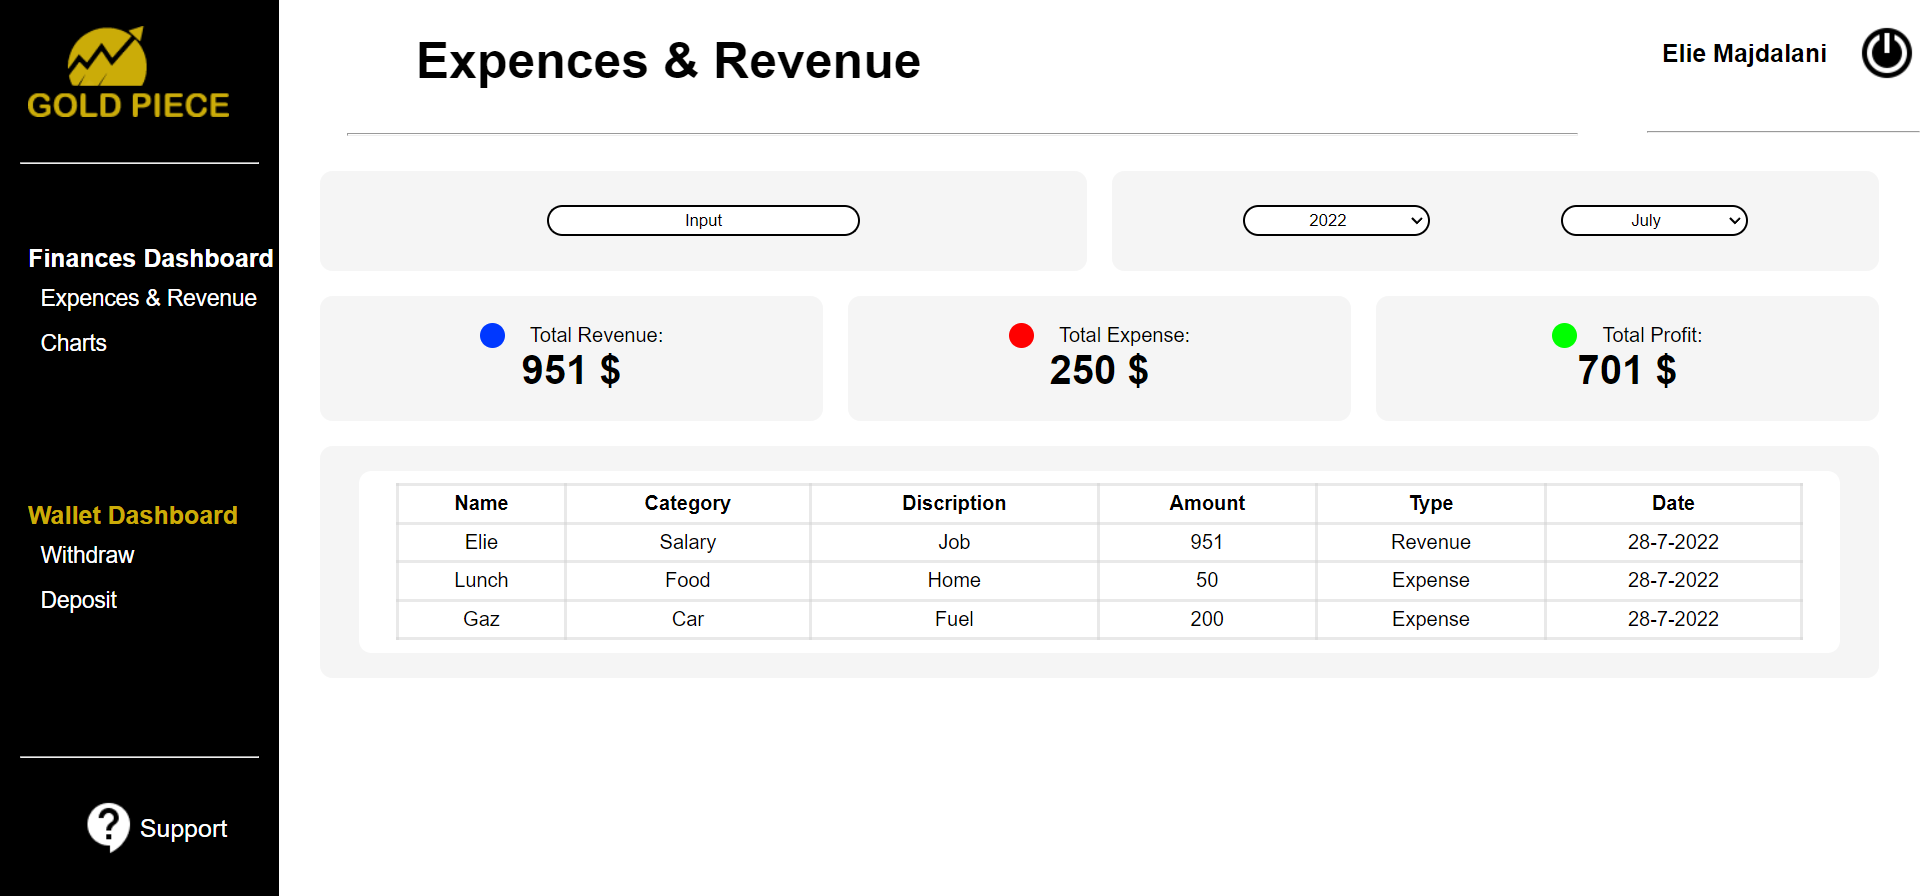 GOLD PIECE
Finances Dashboard
Expences & Revenue
Charts
Wallet Dashboard
Withdraw
Deposit
Support
Expences & Revenue
Elie Majdalani
Input
2022
July
Total Revenue:
951 $
Total Expense:
250 $
Total Profit:
701 $
Name Category Discription Amount Type Date
Elie Salary Job 951 Revenue 28-7-2022
Lunch Food Home 50 Expense 28-7-2022
Gaz Car Fuel 200 Expense 28-7-2022